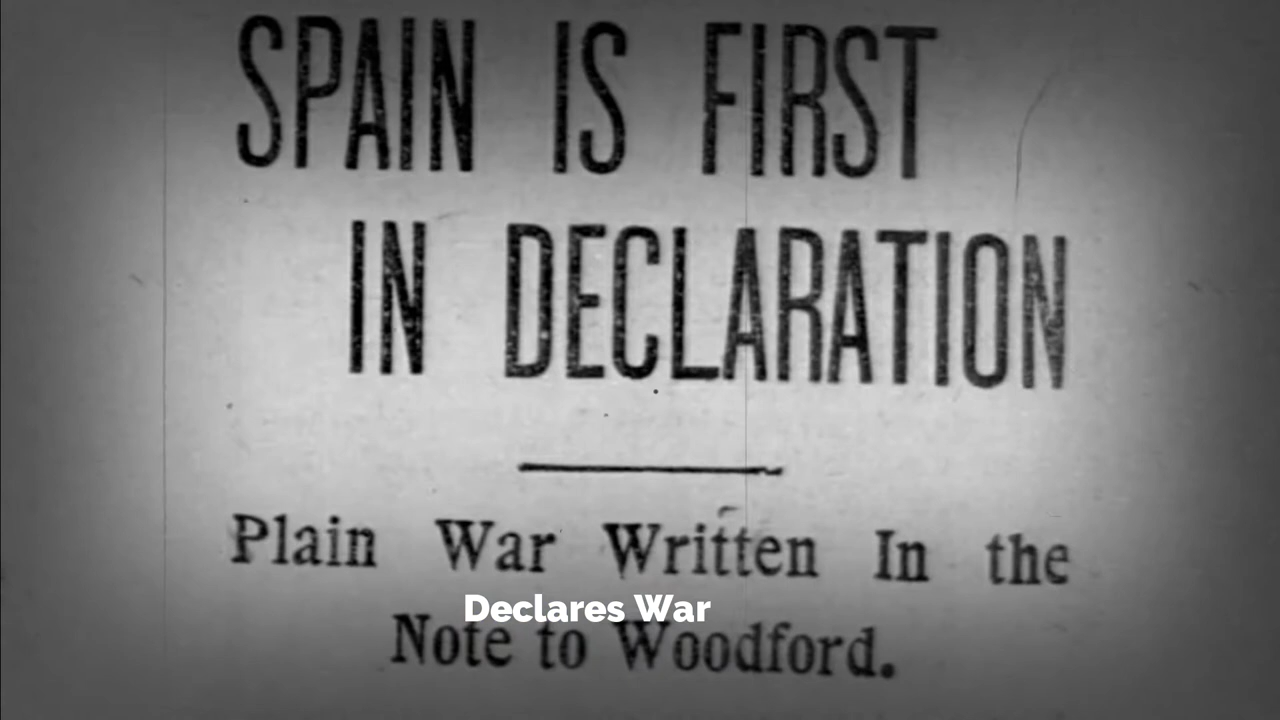 SPAIN IS FIRST
IN DECLARATION
Plain War Written In the
Declares War
Note to Woodford.